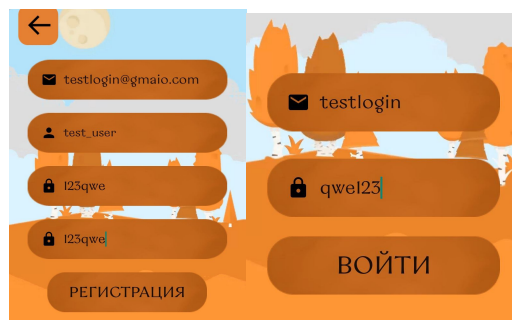 testlogin@gmaio.com
test_user
123qwe
123qwe
РЕГИСТРАЦИЯ
testlogin
qwe123
ВОЙТИ